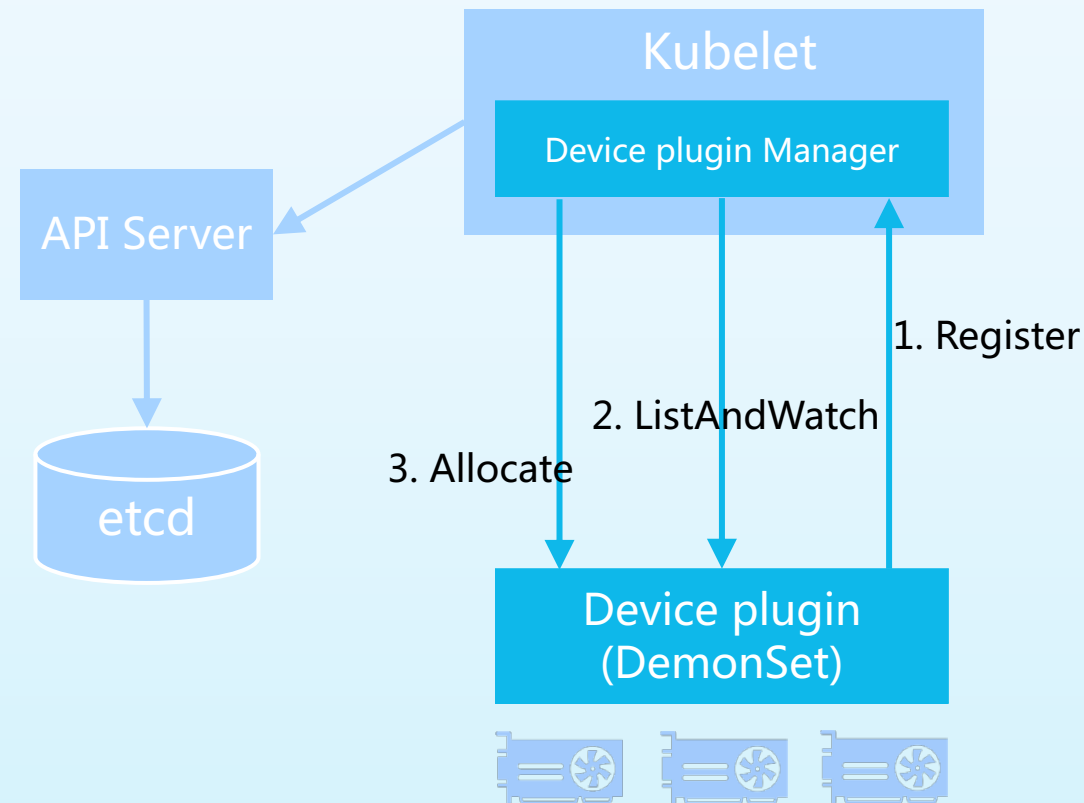 Kubelet
Device plugin Manager
API Server
1. Register
2. ListAndWatch
3. Allocate
etcd
Device plugin
(DemonSet)